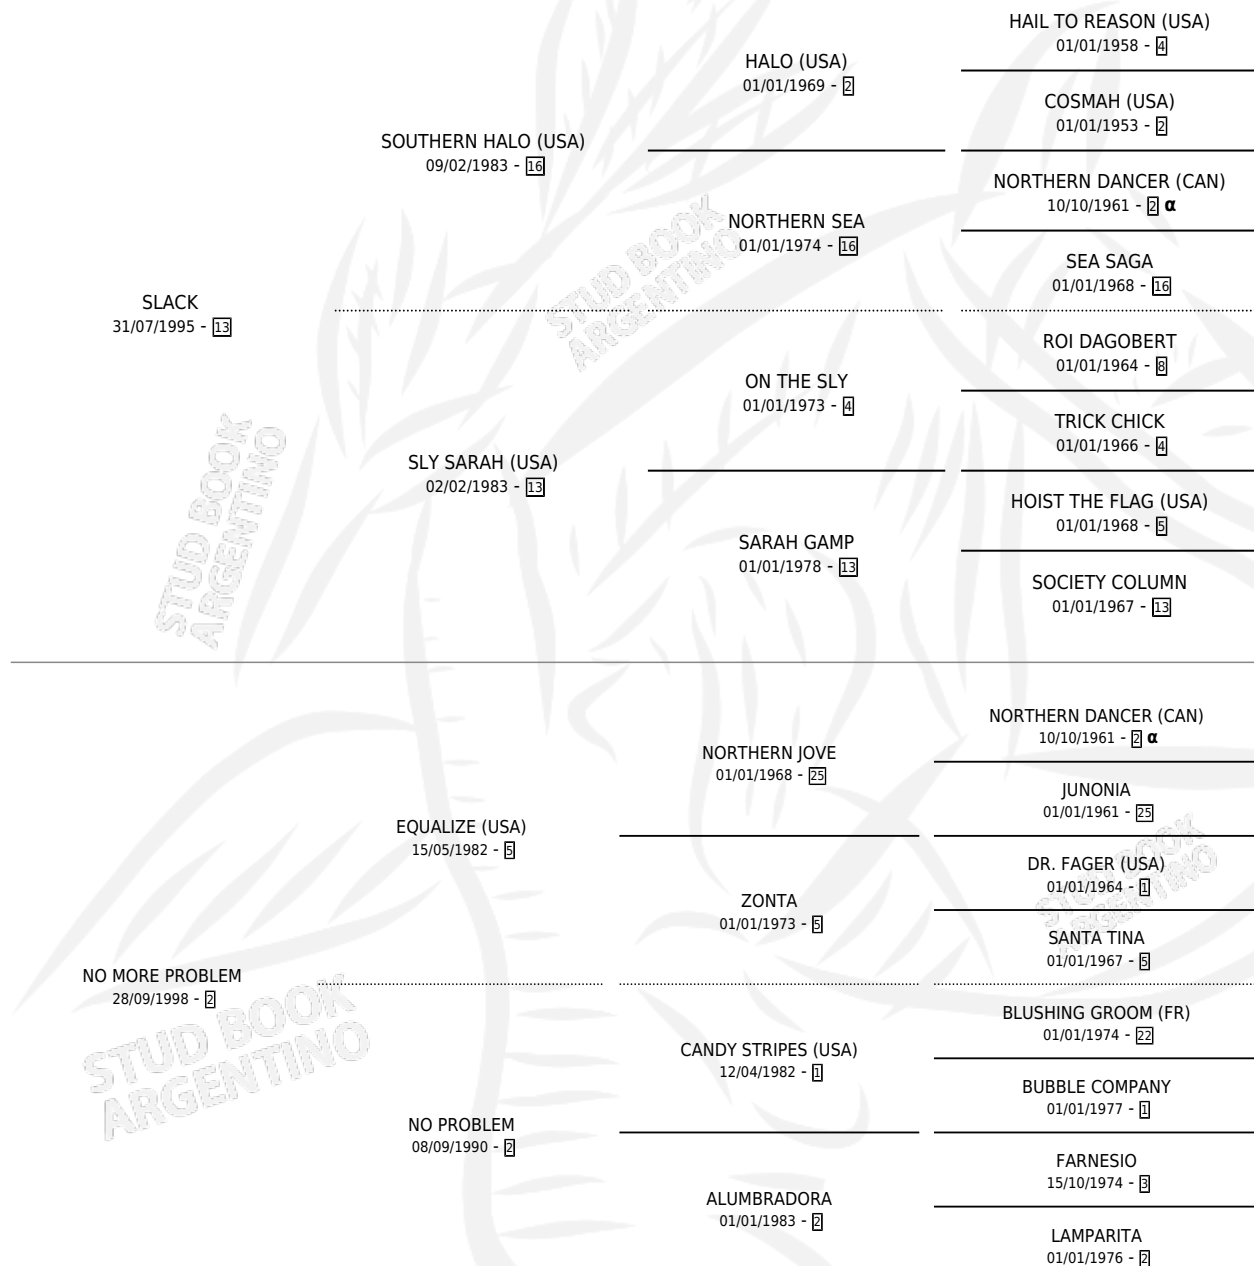 HAIL TO REASON (USA)
01/01/1958 - 4
HALO (USA)
01/01/1969 - 2
COSMAH (USA)
01/01/1953 - 2
SOUTHERN HALO (USA)
09/02/1983 - 16
NORTHERN DANCER (CAN)
10/10/1961 - 2 α
NORTHERN SEA
01/01/1974 - 16
SEA SAGA
01/01/1968 - 16
STUD BOOK
ARGENTINO
SLACK
31/07/1995 - 13
ROI DAGOBERT
01/01/1964 - 8
ON THE SLY
01/01/1973 - 4
TRICK CHICK
01/01/1966 - 4
SLY SARAH (USA)
02/02/1983 - 13
HOIST THE FLAG (USA)
01/01/1968 - 5
SARAH GAMP
01/01/1978 - 13
SOCIETY COLUMN
01/01/1967 - 13
STUD BOOK
ARGENTINO
NORTHERN DANCER (CAN)
10/10/1961 - 2 α
NORTHERN JOVE
01/01/1968 - 25
JUNONIA
01/01/1961 - 25
EQUALIZE (USA)
15/05/1982 - 5
DR. FAGER (USA)
01/01/1964 - 1
ZONTA
01/01/1973 - 5
SANTA TINA
01/01/1967 - 5
STUD BOOK
ARGENTINO
NO MORE PROBLEM
28/09/1998 - 2
BLUSHING GROOM (FR)
01/01/1974 - 22
CANDY STRIPES (USA)
12/04/1982 - 1
BUBBLE COMPANY
01/01/1977 - 1
STUD BOOK
ARGENTINO
NO PROBLEM
08/09/1990 - 2
FARNESIO
15/10/1974 - 3
ALUMBRADORA
01/01/1983 - 2
LAMPARITA
01/01/1976 - 2